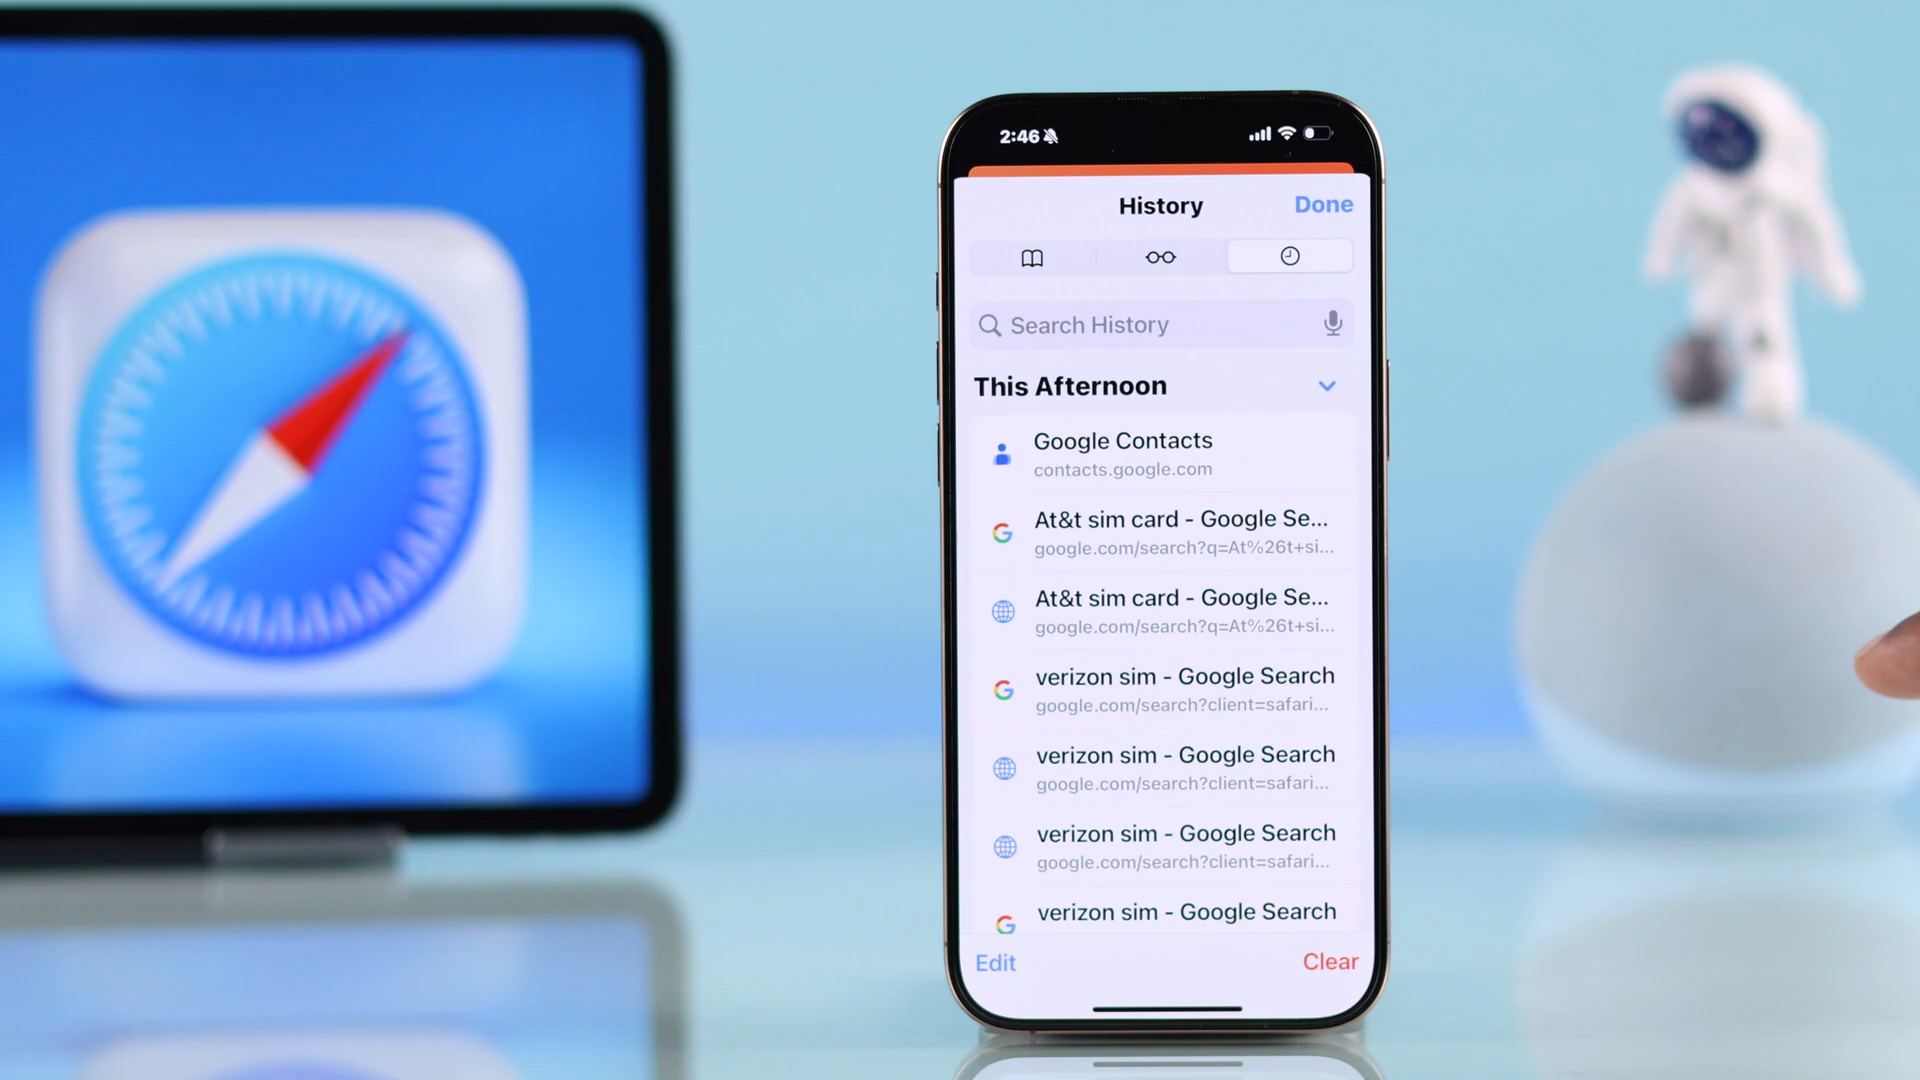 2:46
History
Done
Search History
This Afternoon
Google Contacts
contacts.google.com
At&t sim card - Google Se...
google.com/search?q=At%26t+si...
At&t sim card - Google Se...
google.com/search?q=At%26t+si...
verizon sim - Google Search
google.com/search?client=safari...
verizon sim - Google Search
google.com/search?client=safari...
verizon sim - Google Search
google.com/search?client=safari...
verizon sim - Google Search
Edit
Clear